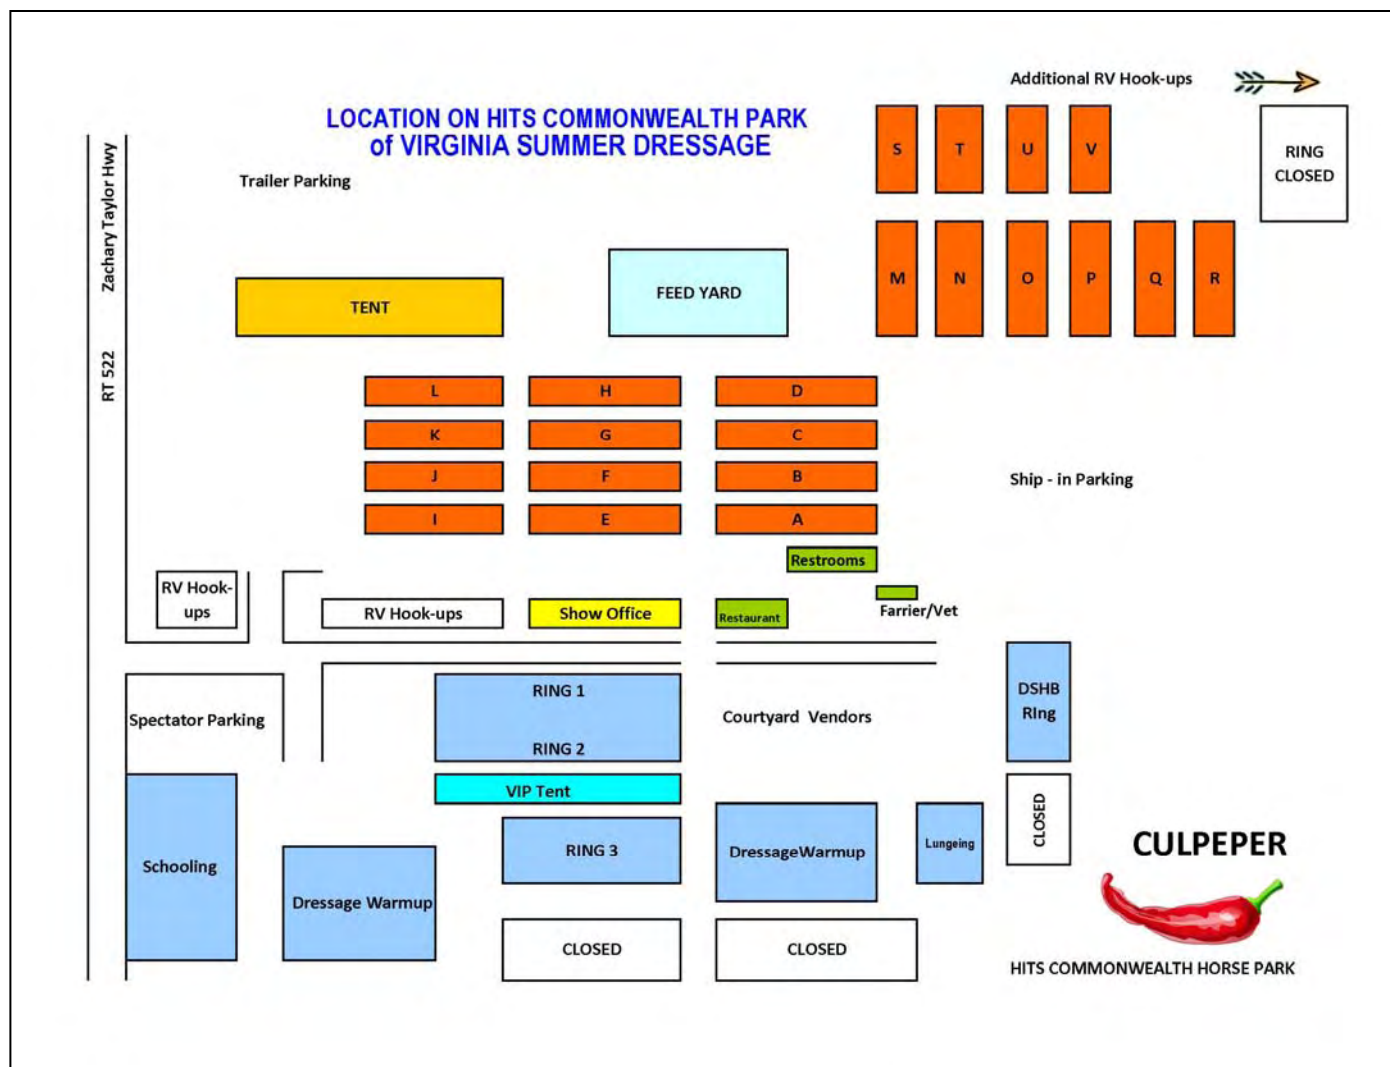 Additional RV Hook-ups
LOCATION ON HITS COMMONWEALTH PARK
of VIRGINIA SUMMER DRESSAGE
RT 522 Zachary Taylor Hwy
Trailer Parking
S T U V
RING
CLOSED
TENT
FEED YARD
M N O P Q R
L H D
K G C
J F B
I E A
Ship - in Parking
Restrooms
RV Hook-
ups
RV Hook-ups
Show Office
Restaurant
Farrier/Vet
RING 1
RING 2
Spectator Parking
Courtyard Vendors
DSHB
RIng
VIP Tent
Schooling
Dressage Warmup
RING 3
DressageWarmup
Lungeing
CLOSED
CULPEPER
CLOSED
CLOSED
HITS COMMONWEALTH HORSE PARK